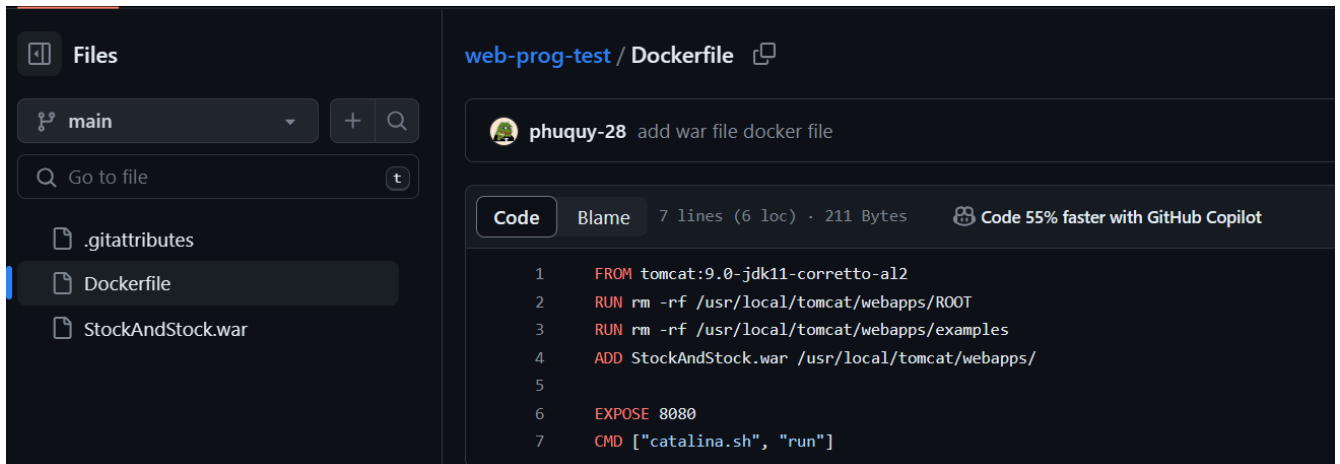 Files
main
Go to file
t
.gitattributes
Dockerfile
StockAndStock.war
web-prog-test / Dockerfile
phuquy-28 add war file docker file
Code Blame 7 lines (6 loc) · 211 Bytes Code 55% faster with GitHub Copilot
1 FROM tomcat:9.0-jdk11-corretto-al2
2 RUN rm -rf /usr/local/tomcat/webapps/ROOT
3 RUN rm -rf /usr/local/tomcat/webapps/examples
4 ADD StockAndStock.war /usr/local/tomcat/webapps/
5
6 EXPOSE 8080
7 CMD ["catalina.sh", "run"]